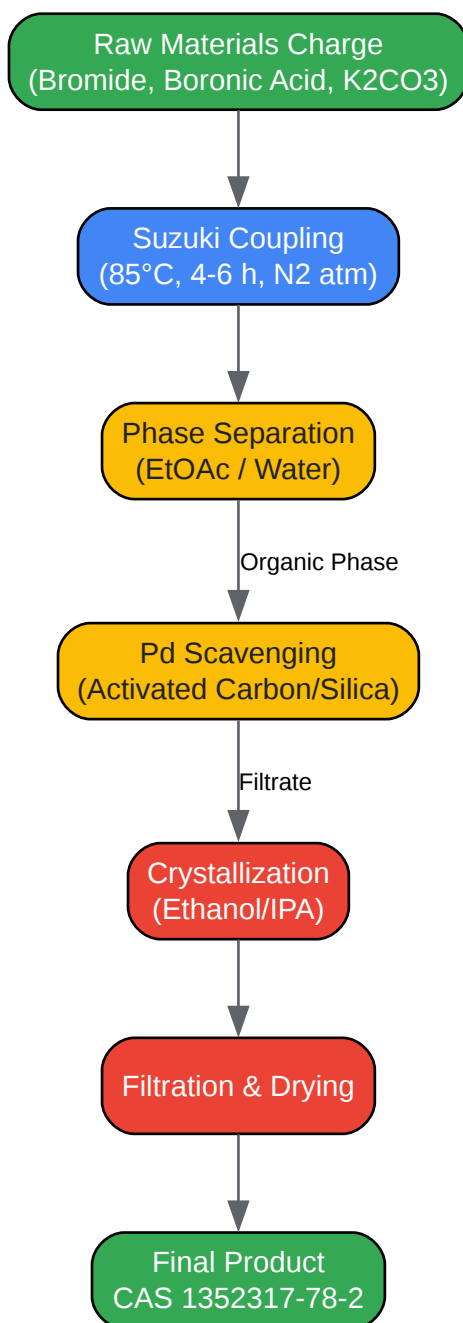 Raw Materials Charge
(Bromide, Boronic Acid, K2CO3)
Suzuki Coupling
(85°C, 4-6 h, N2 atm)
Phase Separation
(EtOAc / Water)
Organic Phase
Pd Scavenging
(Activated Carbon/Silica)
Filtrate
Crystallization
(Ethanol/IPA)
Filtration & Drying
Final Product
CAS 1352317-78-2